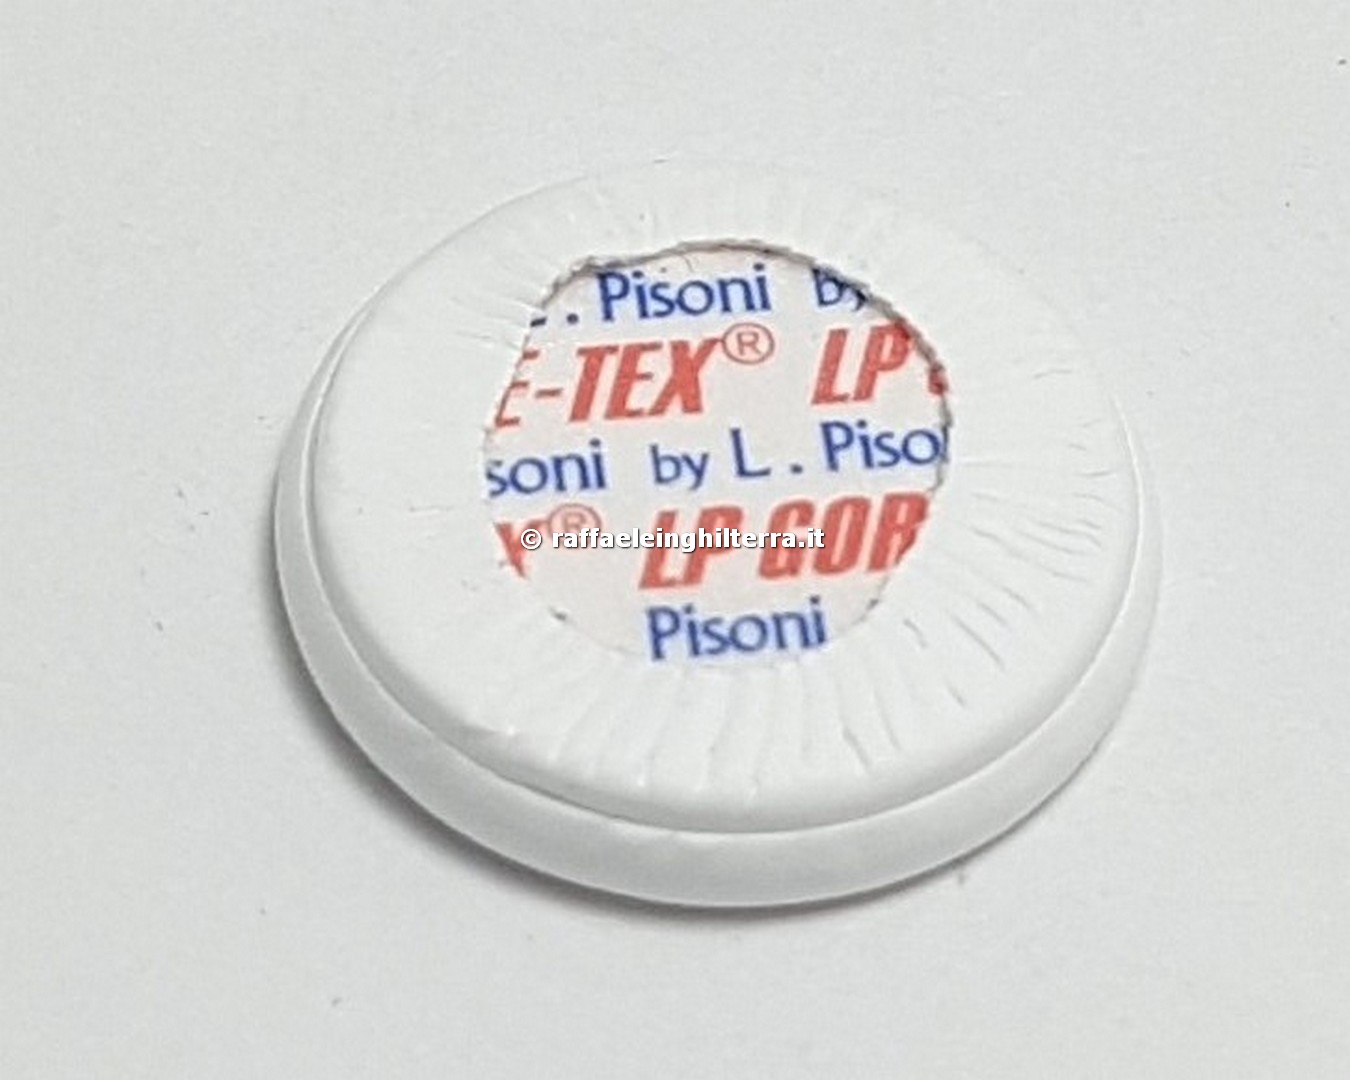 . Pisoni by
E-TEX® LP
soni by L. Piso
X® LP GOR
© raffaeleinghilterra.it
Pisoni